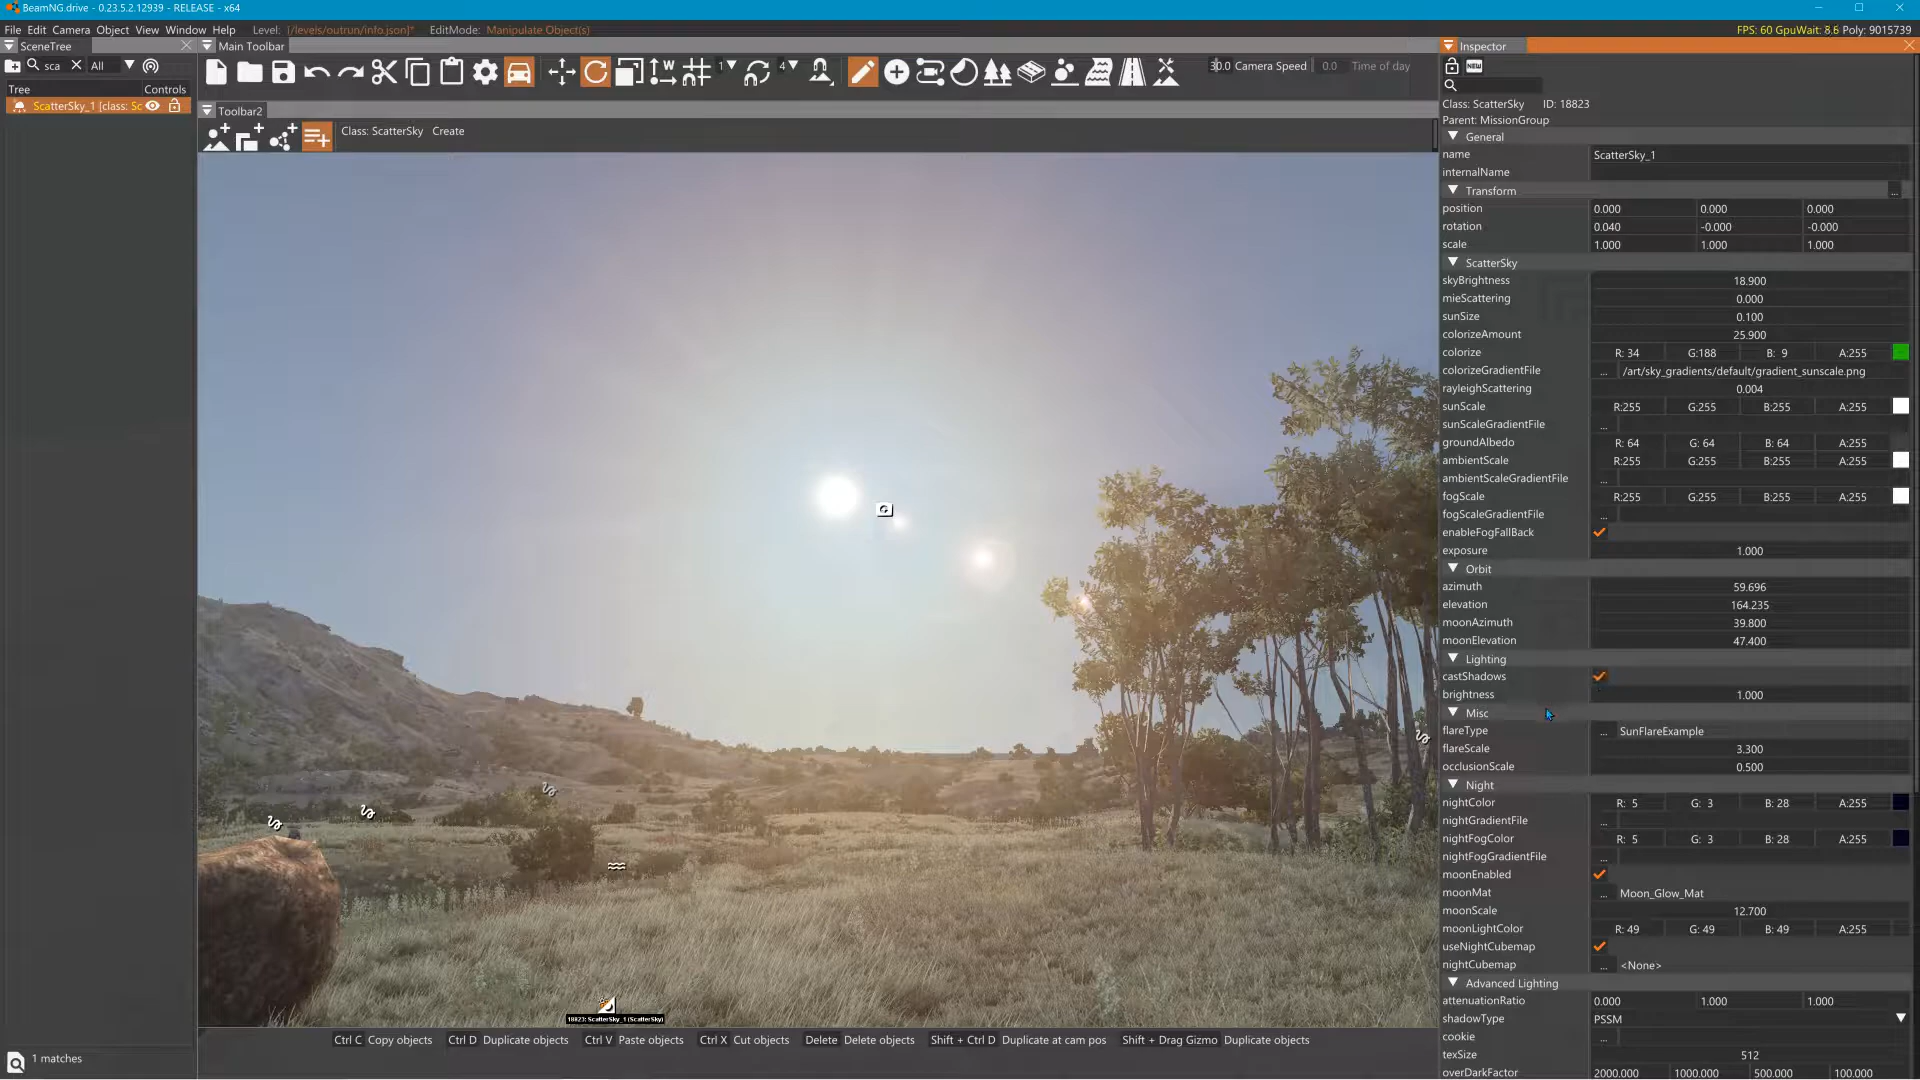 BeamNG.drive - 0.23.5.2.12939 - RELEASE - x64
File Edit Camera Object View Window Help Level: [/levels/outrun/info.json]* EditMode: Manipulate Object(s) FPS: 60 GpuWait: 8.6 Poly: 9015739
SceneTree
sca
All
Tree Controls
ScatterSky_1 [class: Sc
1 matches
Main Toolbar
1 4
30.0 Camera Speed 0.0 Time of day
Toolbar2
Class: ScatterSky Create
18823: ScatterSky_1 (ScatterSky)
Ctrl C Copy objects Ctrl D Duplicate objects Ctrl V Paste objects Ctrl X Cut objects Delete Delete objects Shift + Ctrl D Duplicate at cam pos Shift + Drag Gizmo Duplicate objects
Inspector
NEW
Class: ScatterSky ID: 18823
Parent: MissionGroup
General
name ScatterSky_1
internalName
Transform ...
position 0.000 0.000 0.000
rotation 0.040 -0.000 -0.000
scale 1.000 1.000 1.000
ScatterSky
skyBrightness 18.900
mieScattering 0.000
sunSize 0.100
colorizeAmount 25.900
colorize R: 34 G:188 B: 9 A:255
colorizeGradientFile ... /art/sky_gradients/default/gradient_sunscale.png
rayleighScattering 0.004
sunScale R:255 G:255 B:255 A:255
sunScaleGradientFile ...
groundAlbedo R: 64 G: 64 B: 64 A:255
ambientScale R:255 G:255 B:255 A:255
ambientScaleGradientFile ...
fogScale R:255 G:255 B:255 A:255
fogScaleGradientFile ...
enableFogFallBack
exposure 1.000
Orbit
azimuth 59.696
elevation 164.235
moonAzimuth 39.800
moonElevation 47.400
Lighting
castShadows
brightness 1.000
Misc
flareType ... SunFlareExample
flareScale 3.300
occlusionScale 0.500
Night
nightColor R: 5 G: 3 B: 28 A:255
nightGradientFile ...
nightFogColor R: 5 G: 3 B: 28 A:255
nightFogGradientFile ...
moonEnabled
moonMat ... Moon_Glow_Mat
moonScale 12.700
moonLightColor R: 49 G: 49 B: 49 A:255
useNightCubemap
nightCubemap ... <None>
Advanced Lighting
attenuationRatio 0.000 1.000 1.000
shadowType PSSM
cookie ...
texSize 512
overDarkFactor 2000.000 1000.000 500.000 100.000